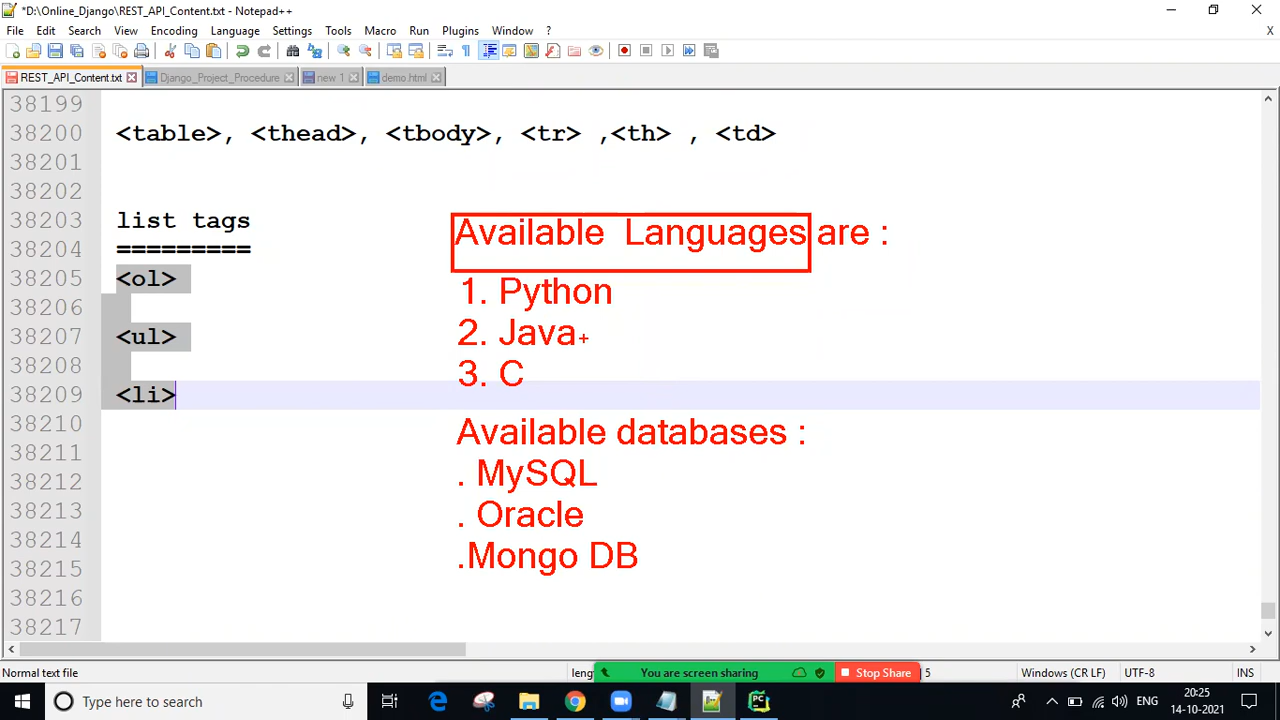 *D:\Online_Django\REST_API_Content.txt - Notepad++
File Edit Search View Encoding Language Settings Tools Macro Run Plugins Window ? X
REST_API_Content.txt Django_Project_Procedure new 1 demo.html
38199
38200 <table>, <thead>, <tbody>, <tr> ,<th> , <td>
38201
38202
38203 list tags
38204 =========
38205 <ol>
38206
38207 <ul>
38208
38209 <li>
38210
38211
38212
38213
38214
38215
38216
38217
Available Languages are :
1. Python
2. Java
3. C
Available databases :
. MySQL
. Oracle
.Mongo DB
Normal text file leng You are screen sharing Stop Share 5 Windows (CR LF) UTF-8 INS
Type here to search ENG 20:25
14-10-2021